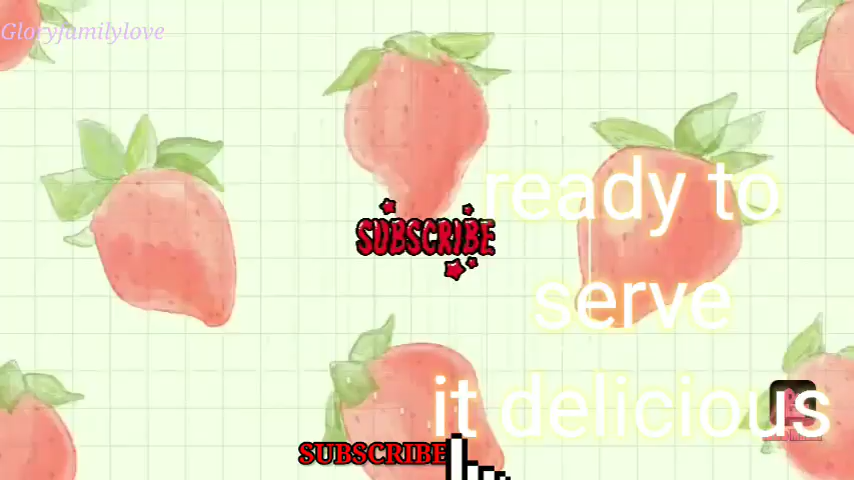 Gloryfamilylove
ready to
SUBSCRIBE
serve
it delicious
SUBSCRIBE